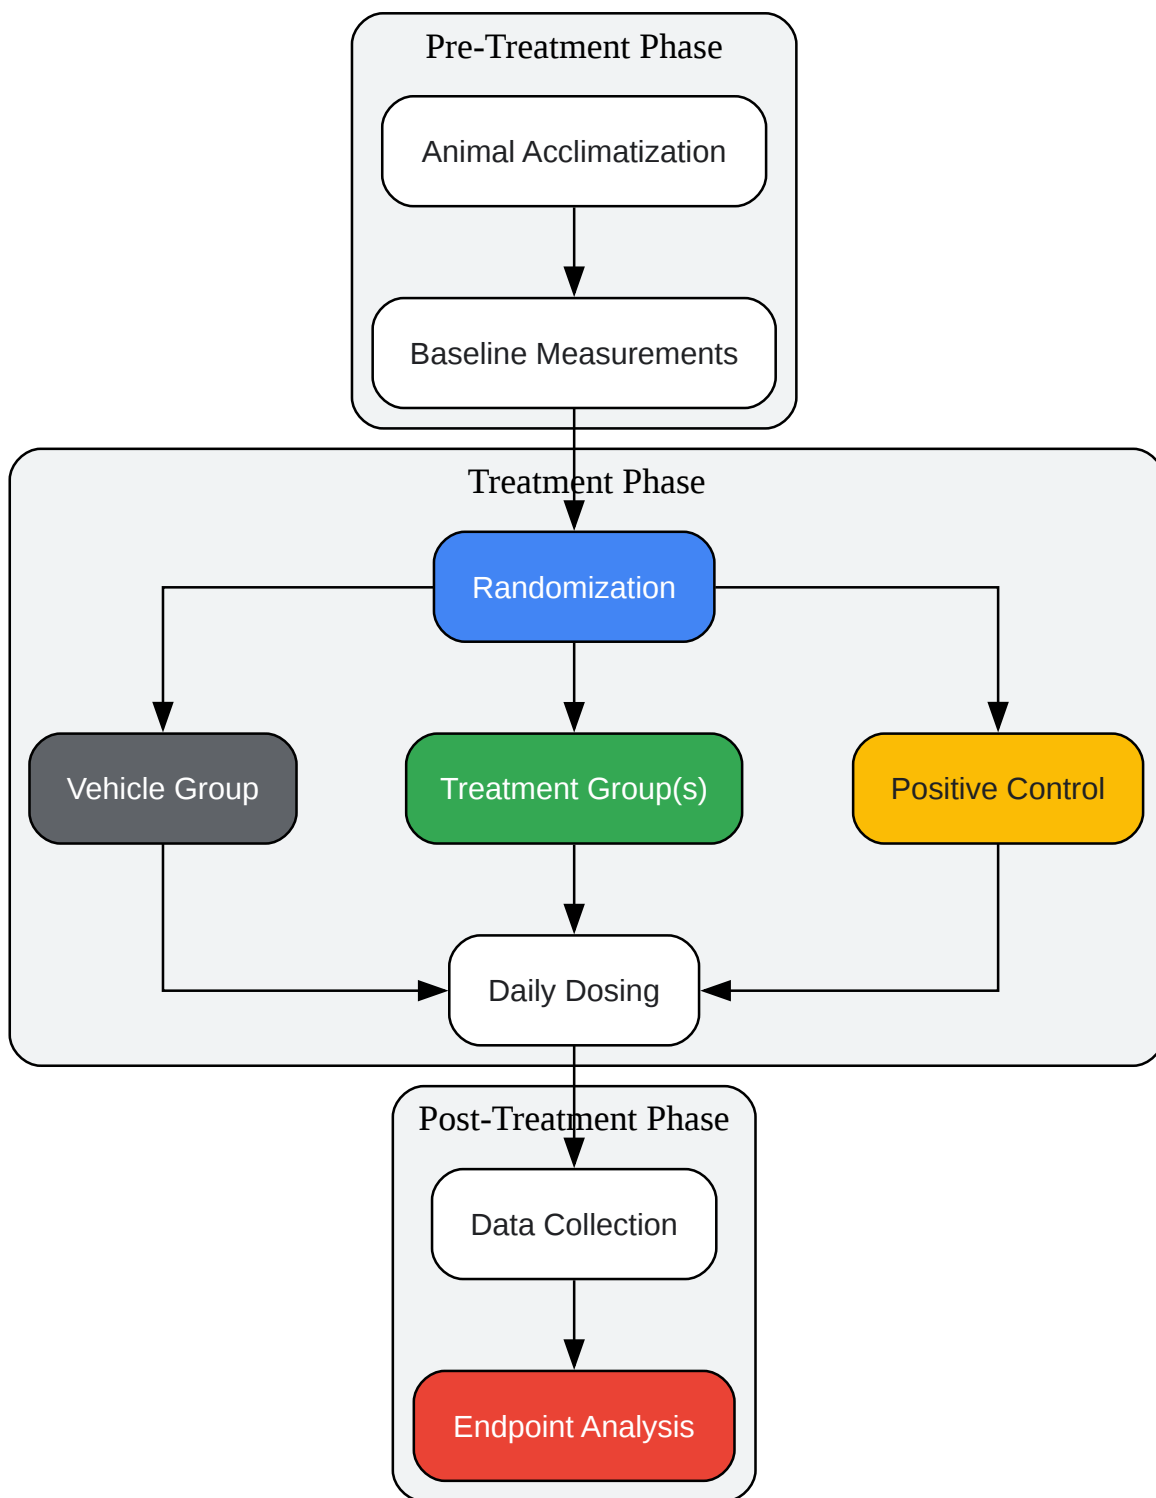 Pre-Treatment Phase
Animal Acclimatization
Baseline Measurements
Treatment Phase
Randomization
Vehicle Group
Treatment Group(s)
Positive Control
Daily Dosing
Post-Treatment Phase
Data Collection
Endpoint Analysis